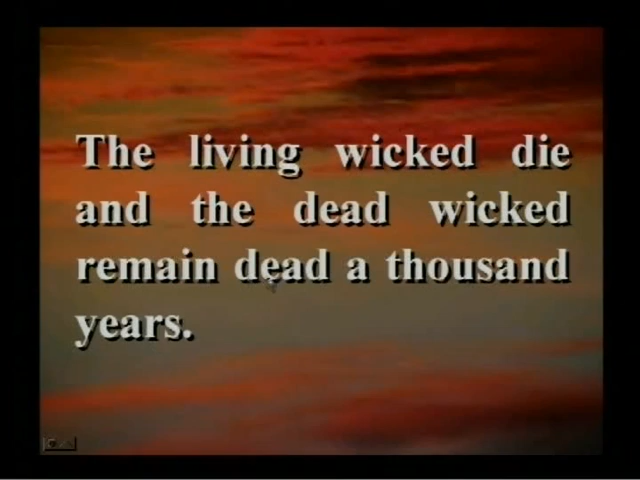 The living wicked die
and the dead wicked
remain dead a thousand
years.